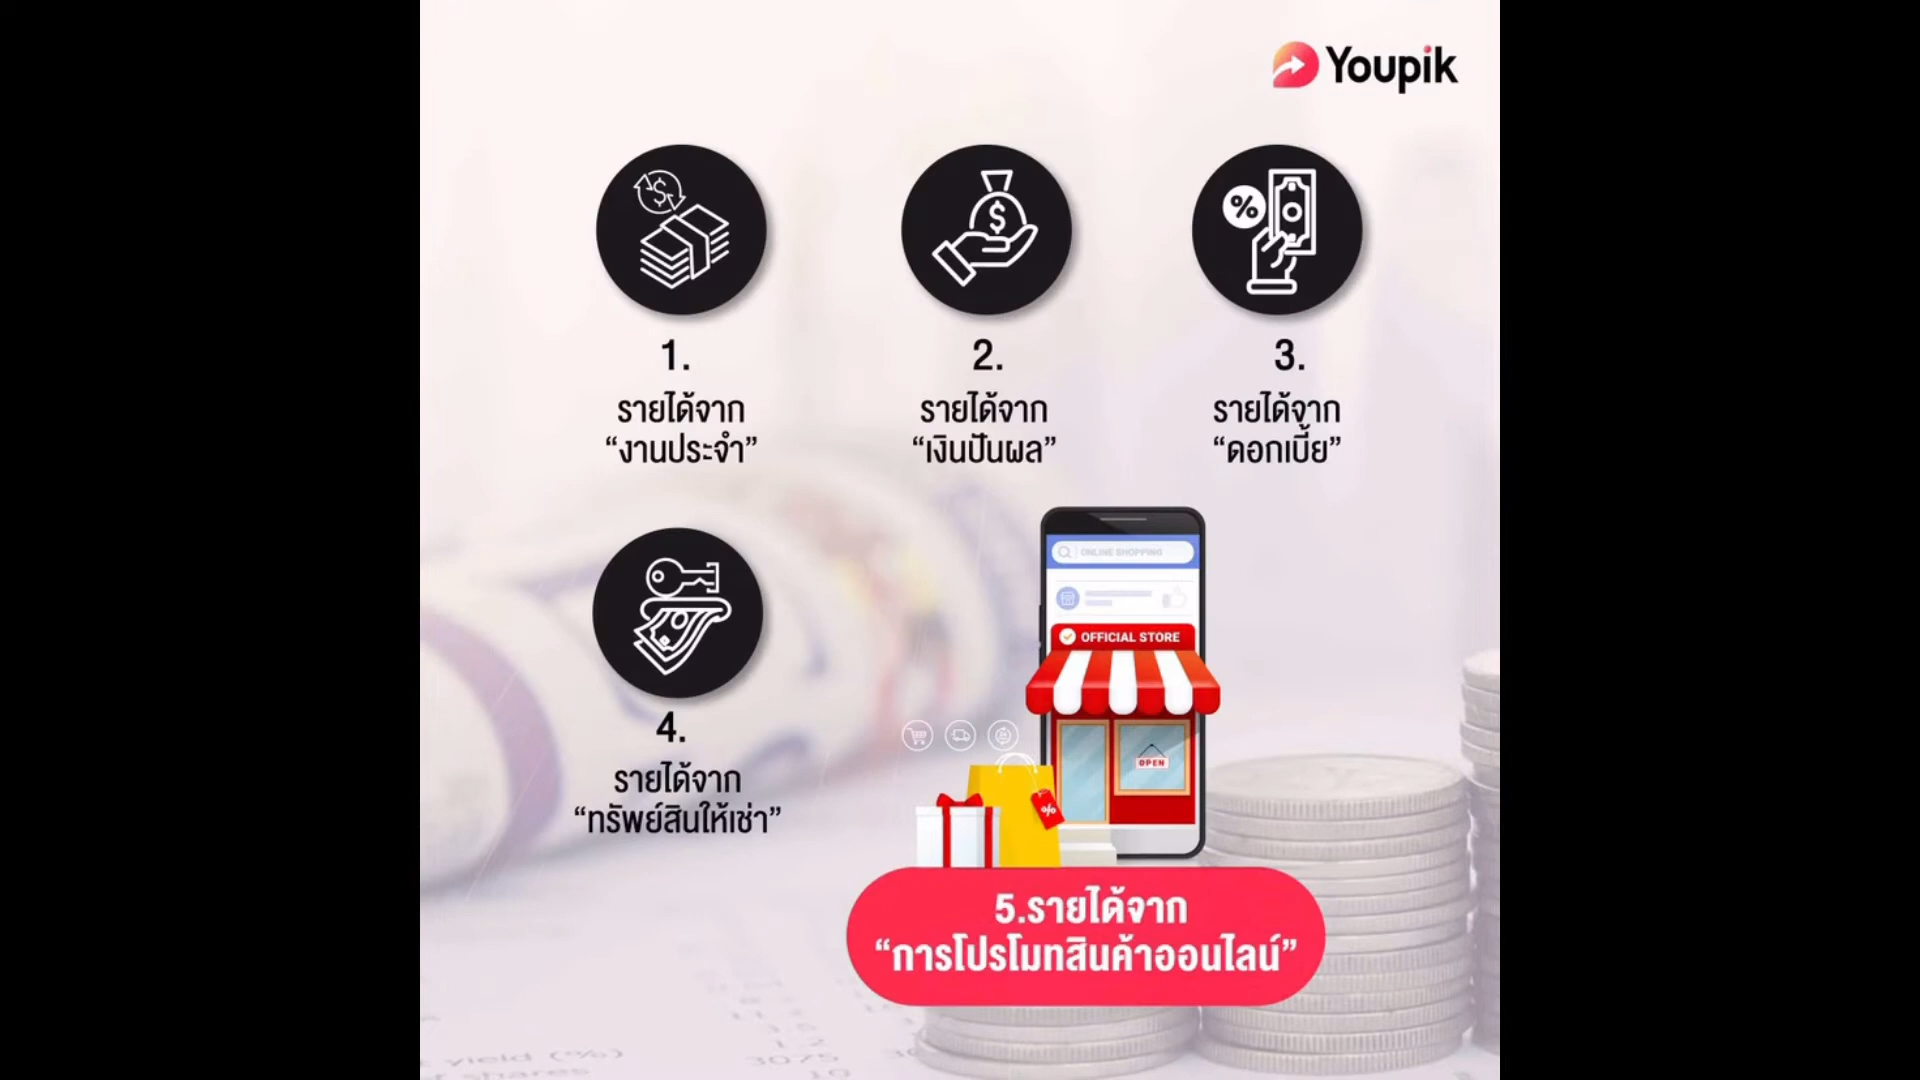 Youpik
1.
รายได้จาก
“งานประจำ”
2.
รายได้จาก
“เงินปันผล”
3.
รายได้จาก
“ดอกเบี้ย”
4.
รายได้จาก
“ทรัพย์สินให้เช่า”
ONLINE SHOPPING
OFFICIAL STORE
OPEN
%
5.รายได้จาก
“การโปรโมทสินค้าออนไลน์”
yield (%)
shares
3075
10